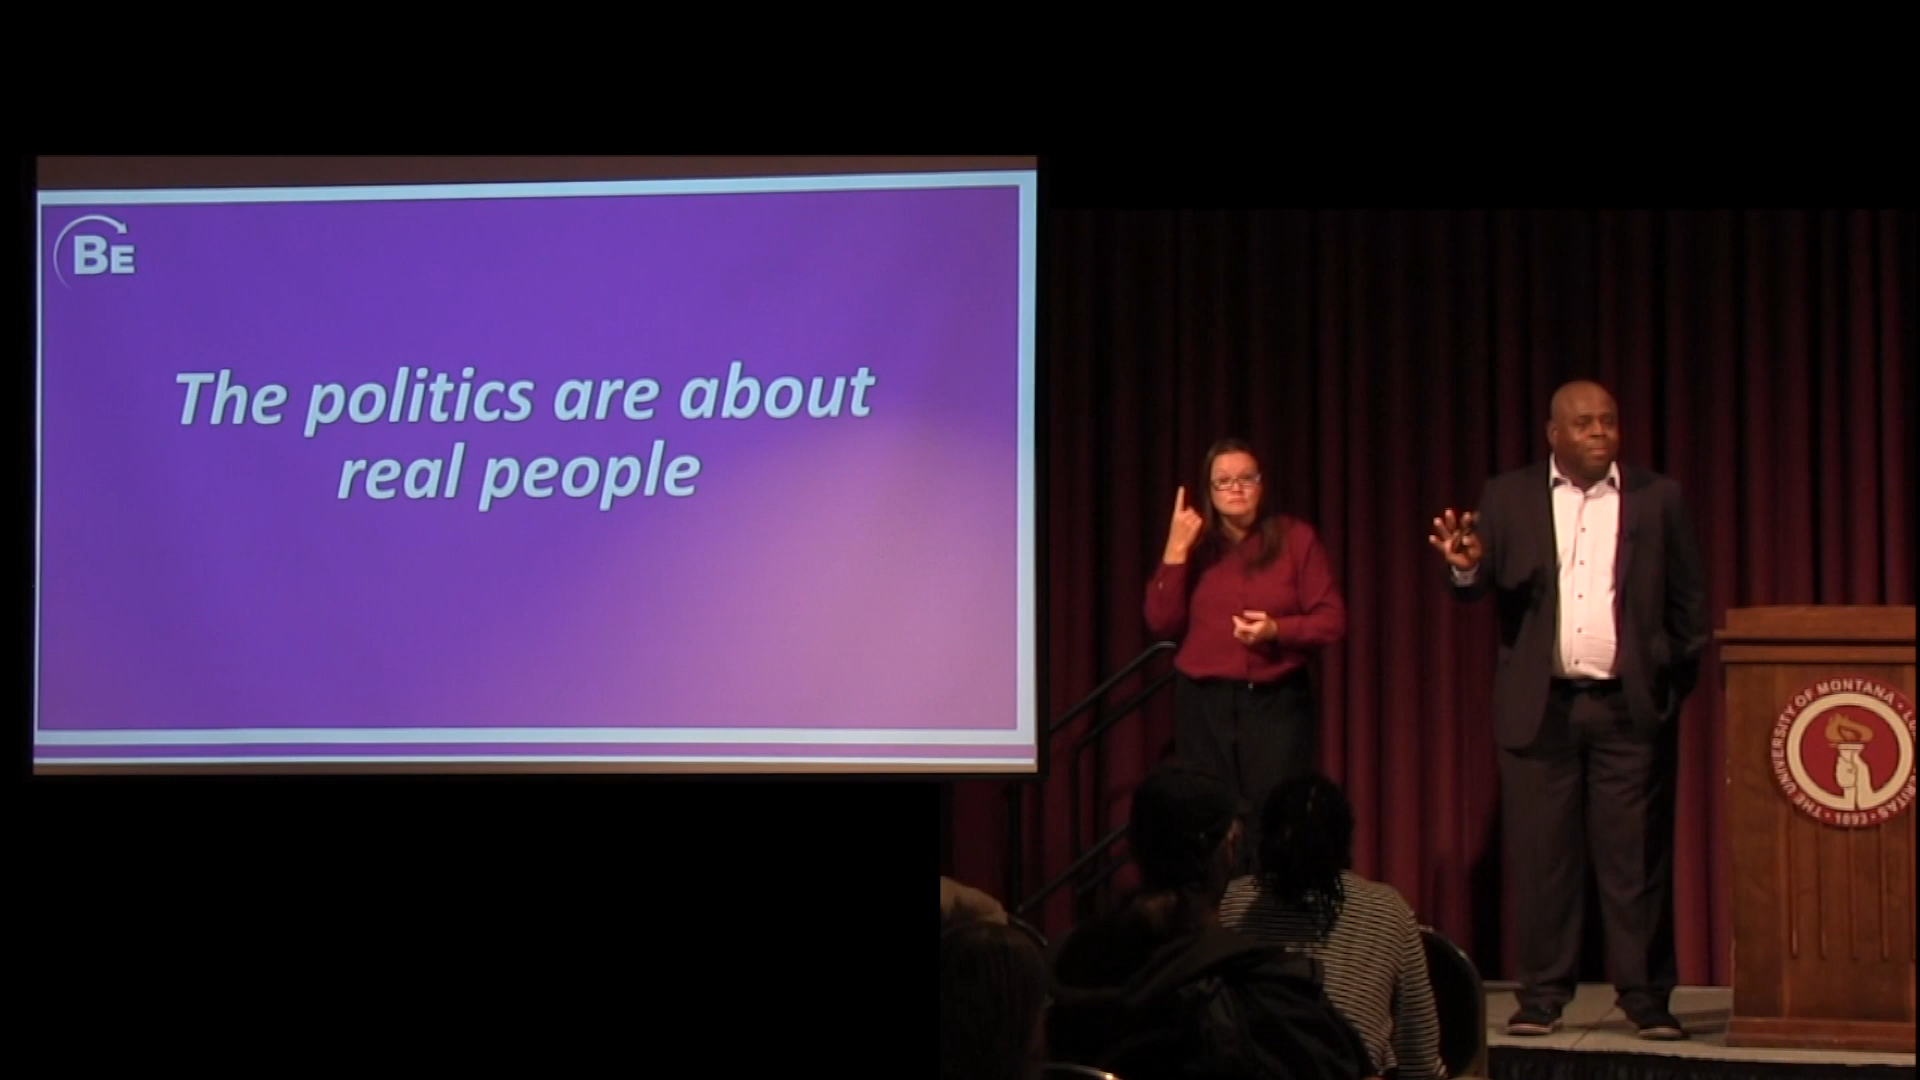 BE
The politics are about
real people
THE UNIVERSITY OF MONTANA
1893